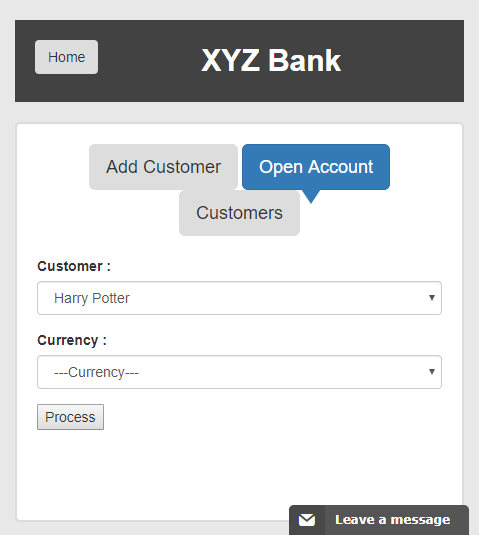 Home
XYZ Bank
Add Customer
Open Account
Customers
Customer :
Harry Potter
Currency :
---Currency---
Process
Leave a message